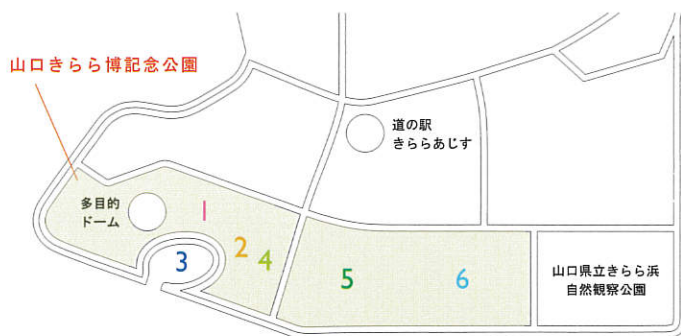 山口きらら博記念公園
道の駅
きららあじす
多目的
ドーム
1
2
3
4
5
6
山口県立きらら浜
自然観察公園